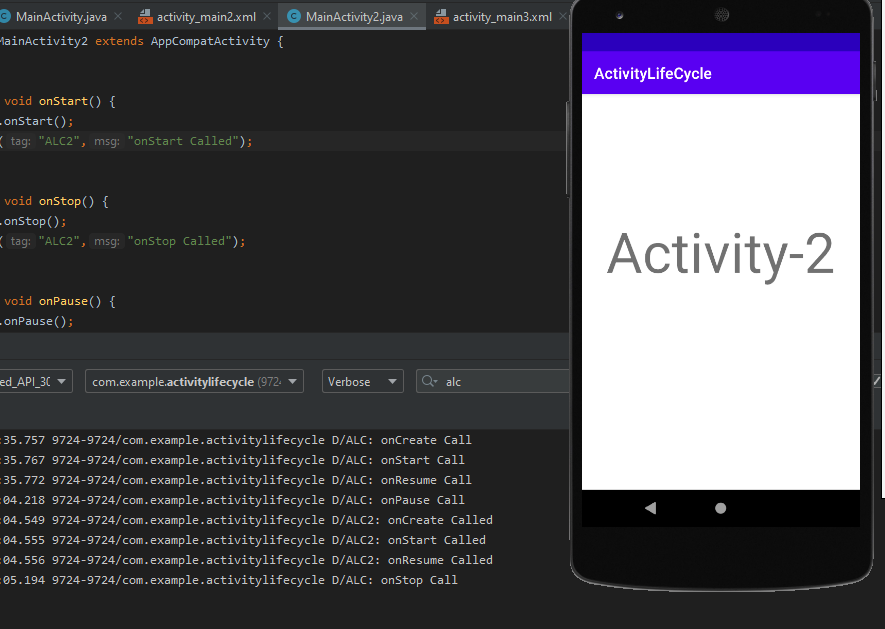 MainActivity.java
activity_main2.xml
MainActivity2.java
activity_main3.xml
MainActivity2 extends AppCompatActivity {
void onStart() {
.onStart();
( tag: "ALC2", msg: "onStart Called");
void onStop() {
.onStop();
( tag: "ALC2", msg: "onStop Called");
void onPause() {
.onPause();
ed_API_30
com.example.activitylifecycle (972
Verbose
alc
:35.757 9724-9724/com.example.activitylifecycle D/ALC: onCreate Call
:35.767 9724-9724/com.example.activitylifecycle D/ALC: onStart Call
:35.772 9724-9724/com.example.activitylifecycle D/ALC: onResume Call
:04.218 9724-9724/com.example.activitylifecycle D/ALC: onPause Call
:04.549 9724-9724/com.example.activitylifecycle D/ALC2: onCreate Called
:04.555 9724-9724/com.example.activitylifecycle D/ALC2: onStart Called
:04.556 9724-9724/com.example.activitylifecycle D/ALC2: onResume Called
:05.194 9724-9724/com.example.activitylifecycle D/ALC: onStop Call
ActivityLifeCycle
Activity-2